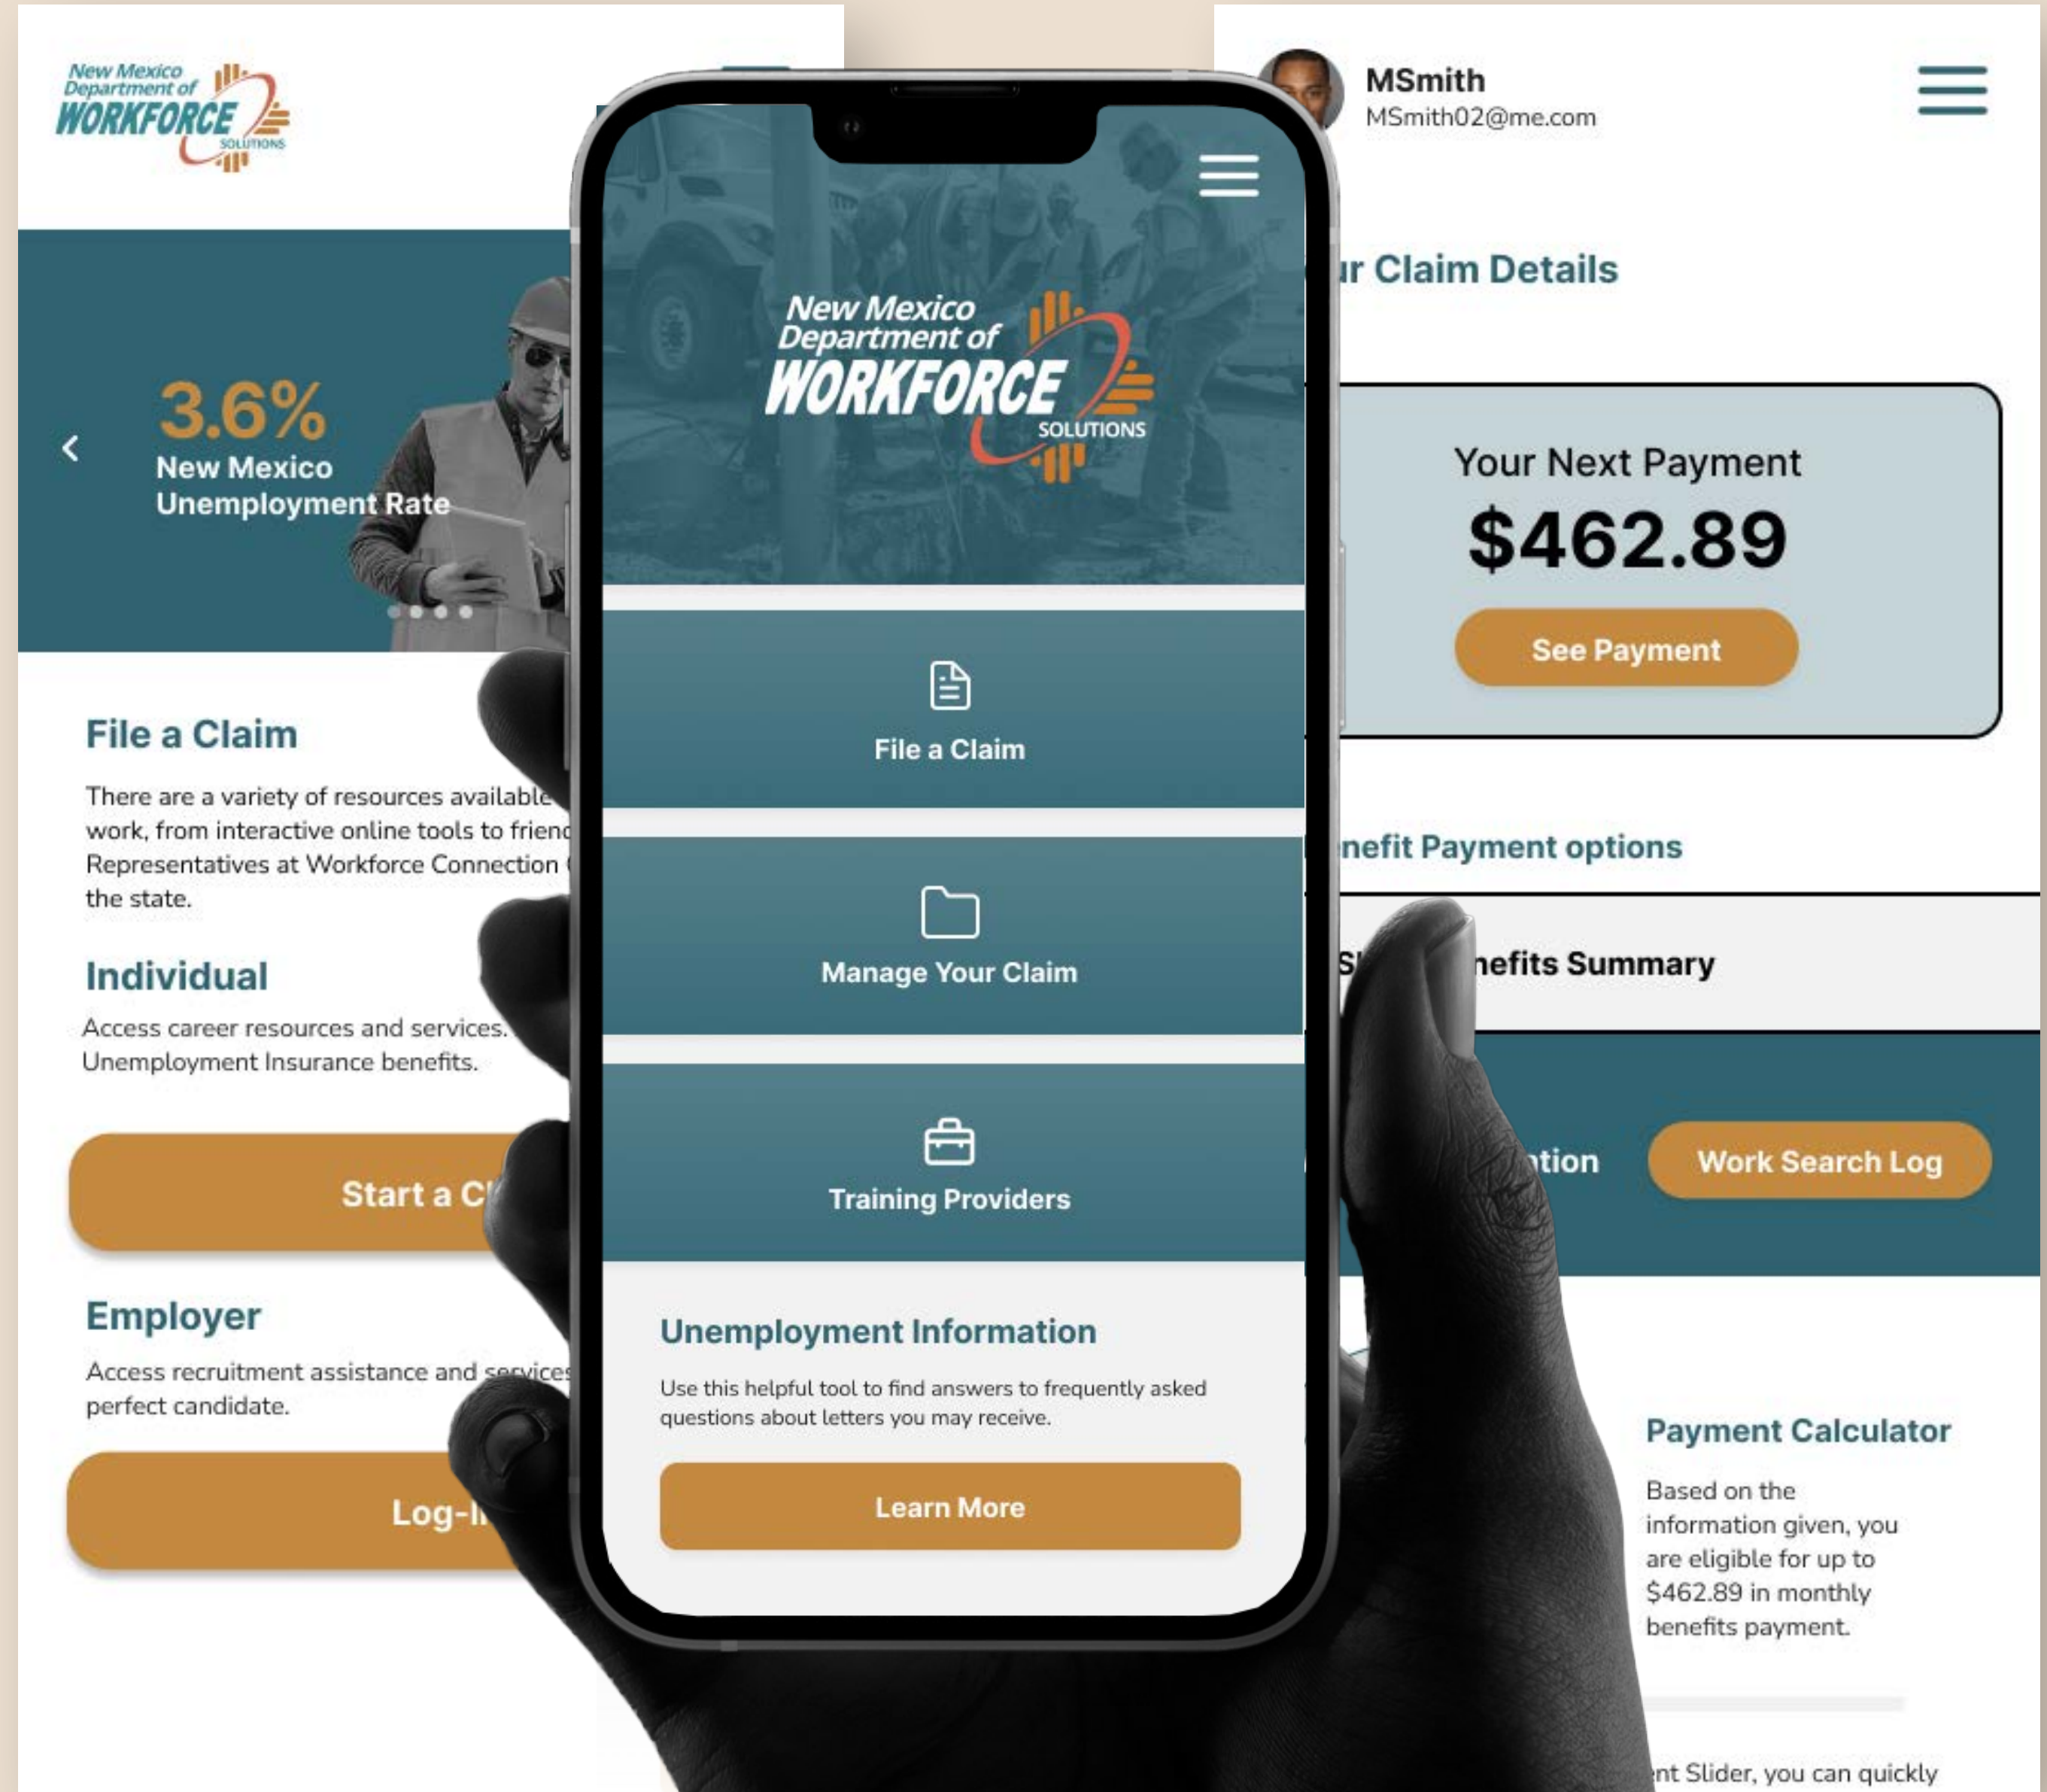 New Mexico
Department of
WORKFORCE
SOLUTIONS
3.6%
New Mexico
Unemployment Rate
File a Claim
There are a variety of resources available
work, from interactive online tools to
Representatives at Workforce Connection
the state.
Individual
Access career resources and services.
Unemployment Insurance benefits.
Start a
Employer
Access recruitment assistance and services
perfect candidate.
New Mexico
Department of
WORKFORCE
SOLUTIONS
File a Claim
Manage Your Claim
Training Providers
Unemployment Information
Use this helpful tool to find answers to frequently asked
questions about letters you may receive.
Learn More
MSmith
MSmith02@me.com
Claim Details
Your Next Payment
$462.89
See Payment
Payment options
Summary
Work Search Log
Payment Calculator
Based on the
information given, you
are eligible for up to
$462.89 in monthly
benefits payment.
Slider, you can quickly